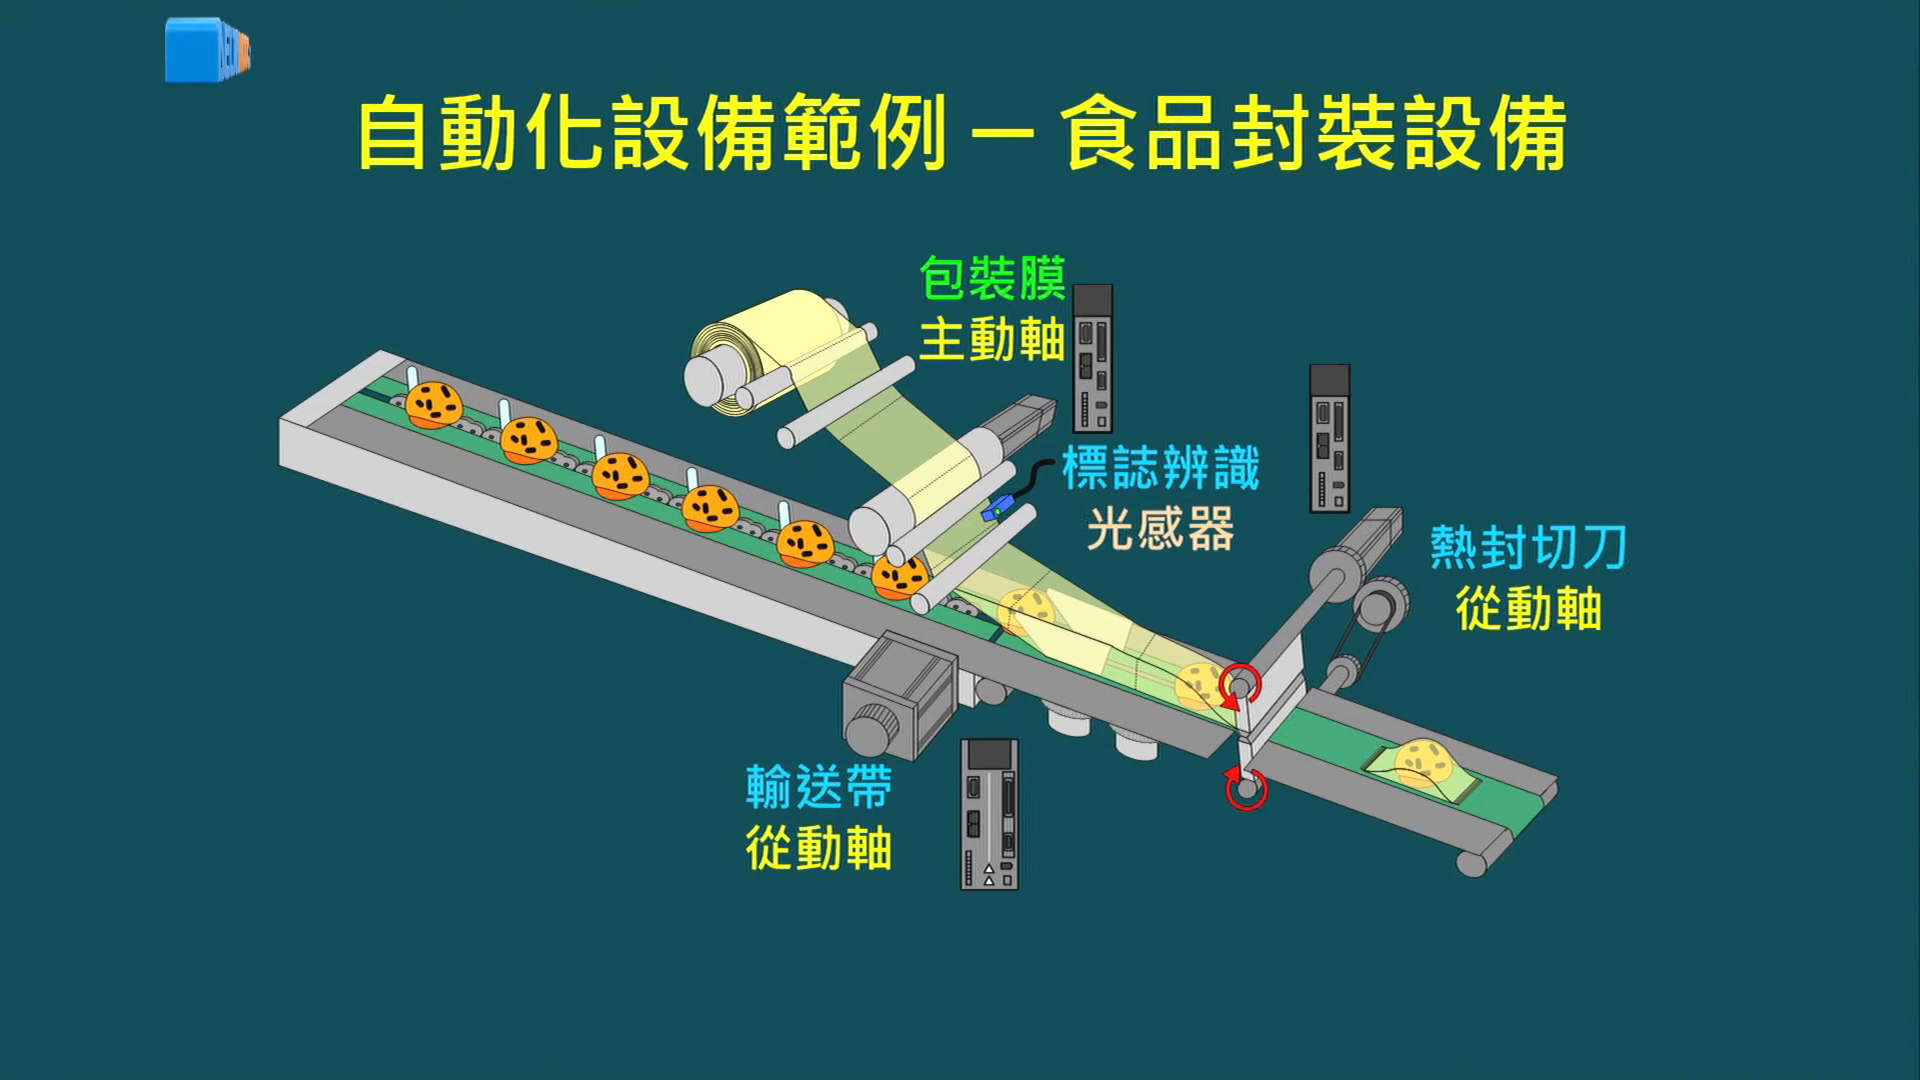 自動化設備範例 － 食品封裝設備
包裝膜
主動軸
標誌辨識
光感器
熱封切刀
從動軸
輸送帶
從動軸